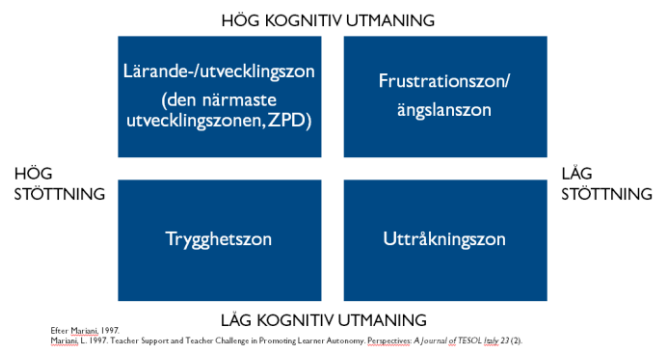 HÖG KOGNITIV UTMANING
Lärande-/utvecklingszon
(den närmaste
utvecklingszonen, ZPD)
Frustrationszon/
ängslanszon
HÖG
STÖTTNING
LÅG
STÖTTNING
Trygghetszon
Uttråkningszon
LÅG KOGNITIV UTMANING
Efter Mariani, 1997.
Mariani, L. 1997. Teacher Support and Teacher Challenge in Promoting Learner Autonomy. Perspectives: A Journal of TESOL Italy 23 (2).